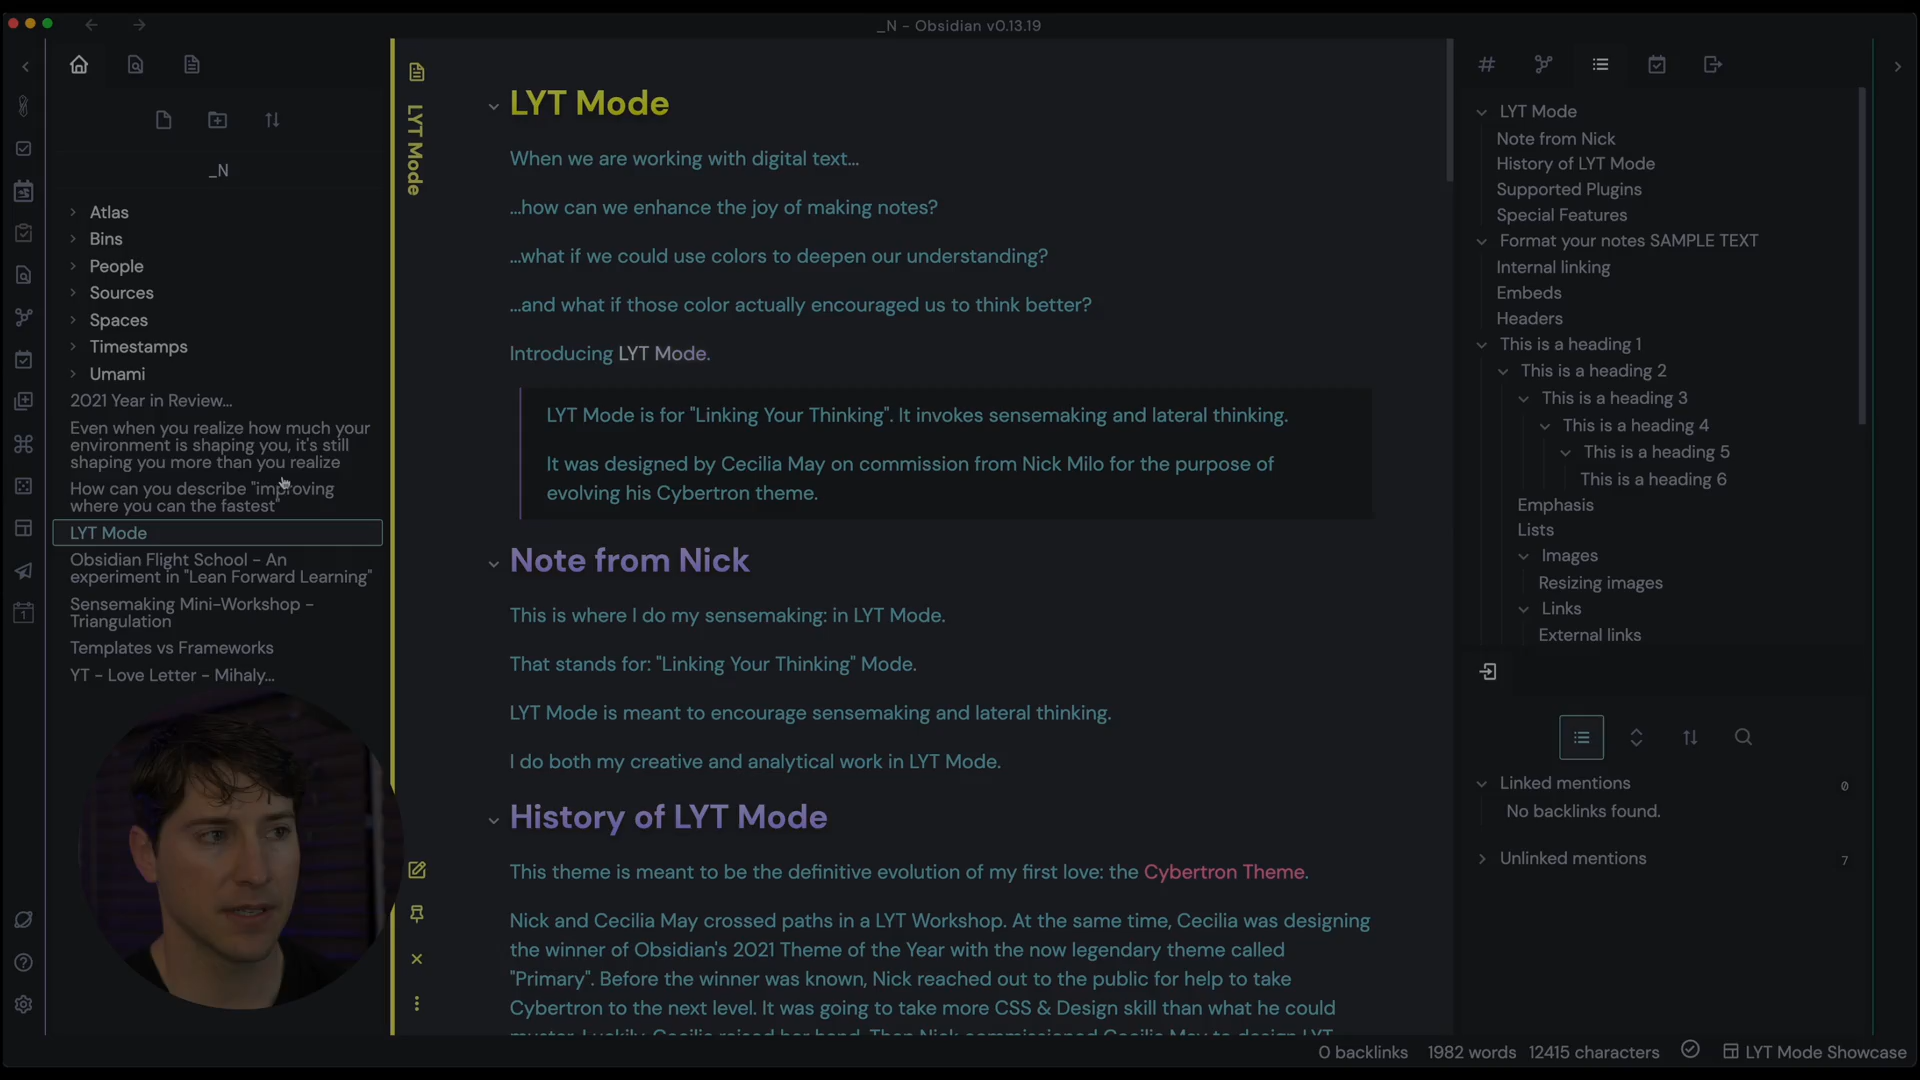 _N - Obsidian v0.13.19
_N
Atlas
Bins
People
Sources
Spaces
Timestamps
Umami
2021 Year in Review...
Even when you realize how much your
environment is shaping you, it's still
shaping you more than you realize
How can you describe "improving
where you can the fastest"
LYT Mode
Obsidian Flight School - An
experiment in "Lean Forward Learning"
Sensemaking Mini-Workshop -
Triangulation
Templates vs Frameworks
YT - Love Letter - Mihaly...
1
LYT Mode
LYT Mode
When we are working with digital text...
...how can we enhance the joy of making notes?
...what if we could use colors to deepen our understanding?
...and what if those color actually encouraged us to think better?
Introducing LYT Mode.
LYT Mode is for "Linking Your Thinking". It invokes sensemaking and lateral thinking.
It was designed by Cecilia May on commission from Nick Milo for the purpose of
evolving his Cybertron theme.
Note from Nick
This is where I do my sensemaking: in LYT Mode.
That stands for: "Linking Your Thinking" Mode.
LYT Mode is meant to encourage sensemaking and lateral thinking.
I do both my creative and analytical work in LYT Mode.
History of LYT Mode
This theme is meant to be the definitive evolution of my first love: the Cybertron Theme.
Nick and Cecilia May crossed paths in a LYT Workshop. At the same time, Cecilia was designing
the winner of Obsidian's 2021 Theme of the Year with the now legendary theme called
"Primary". Before the winner was known, Nick reached out to the public for help to take
Cybertron to the next level. It was going to take more CSS & Design skill than what he could
muster. Luckily, Cecilia raised her hand. Then Nick commissioned Cecilia May to design LYT
LYT Mode
Note from Nick
History of LYT Mode
Supported Plugins
Special Features
Format your notes SAMPLE TEXT
Internal linking
Embeds
Headers
This is a heading 1
This is a heading 2
This is a heading 3
This is a heading 4
This is a heading 5
This is a heading 6
Emphasis
Lists
Images
Resizing images
Links
External links
Linked mentions 0
No backlinks found.
Unlinked mentions 7
0 backlinks 1982 words 12415 characters LYT Mode Showcase